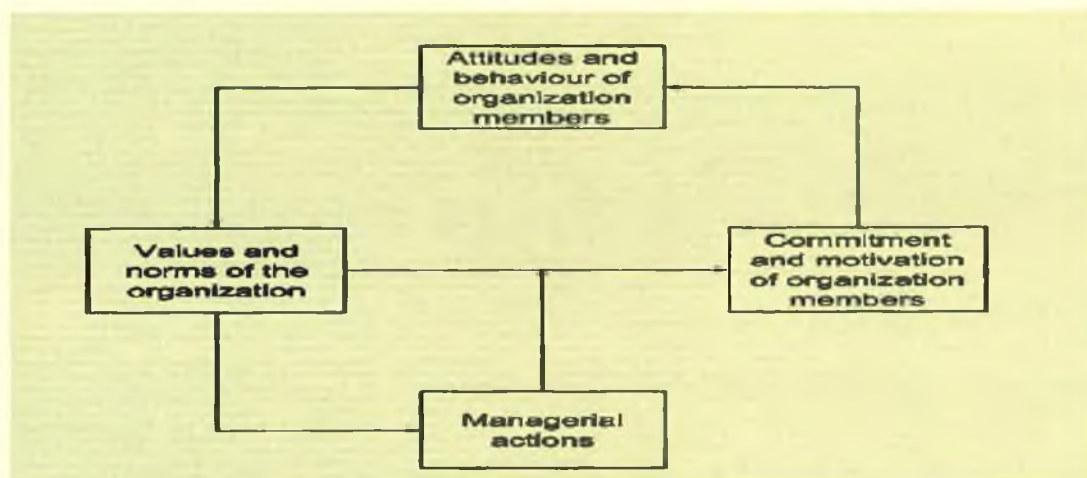 Attitudes and
behaviour of
organization
members
Values and
norms of the
organization
Commitment
and motivation
of organization
members
Managerial
actions